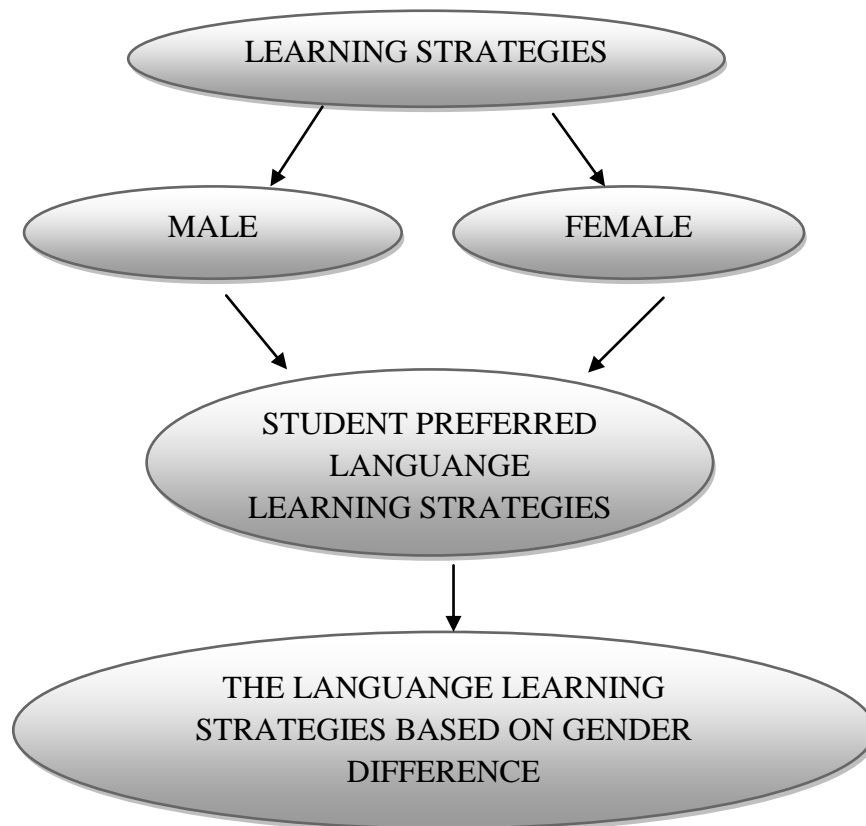 LEARNING STRATEGIES
MALE
FEMALE
STUDENT PREFERRED
LANGUANGE
LEARNING STRATEGIES
THE LANGUANGE LEARNING
STRATEGIES BASED ON GENDER
DIFFERENCE